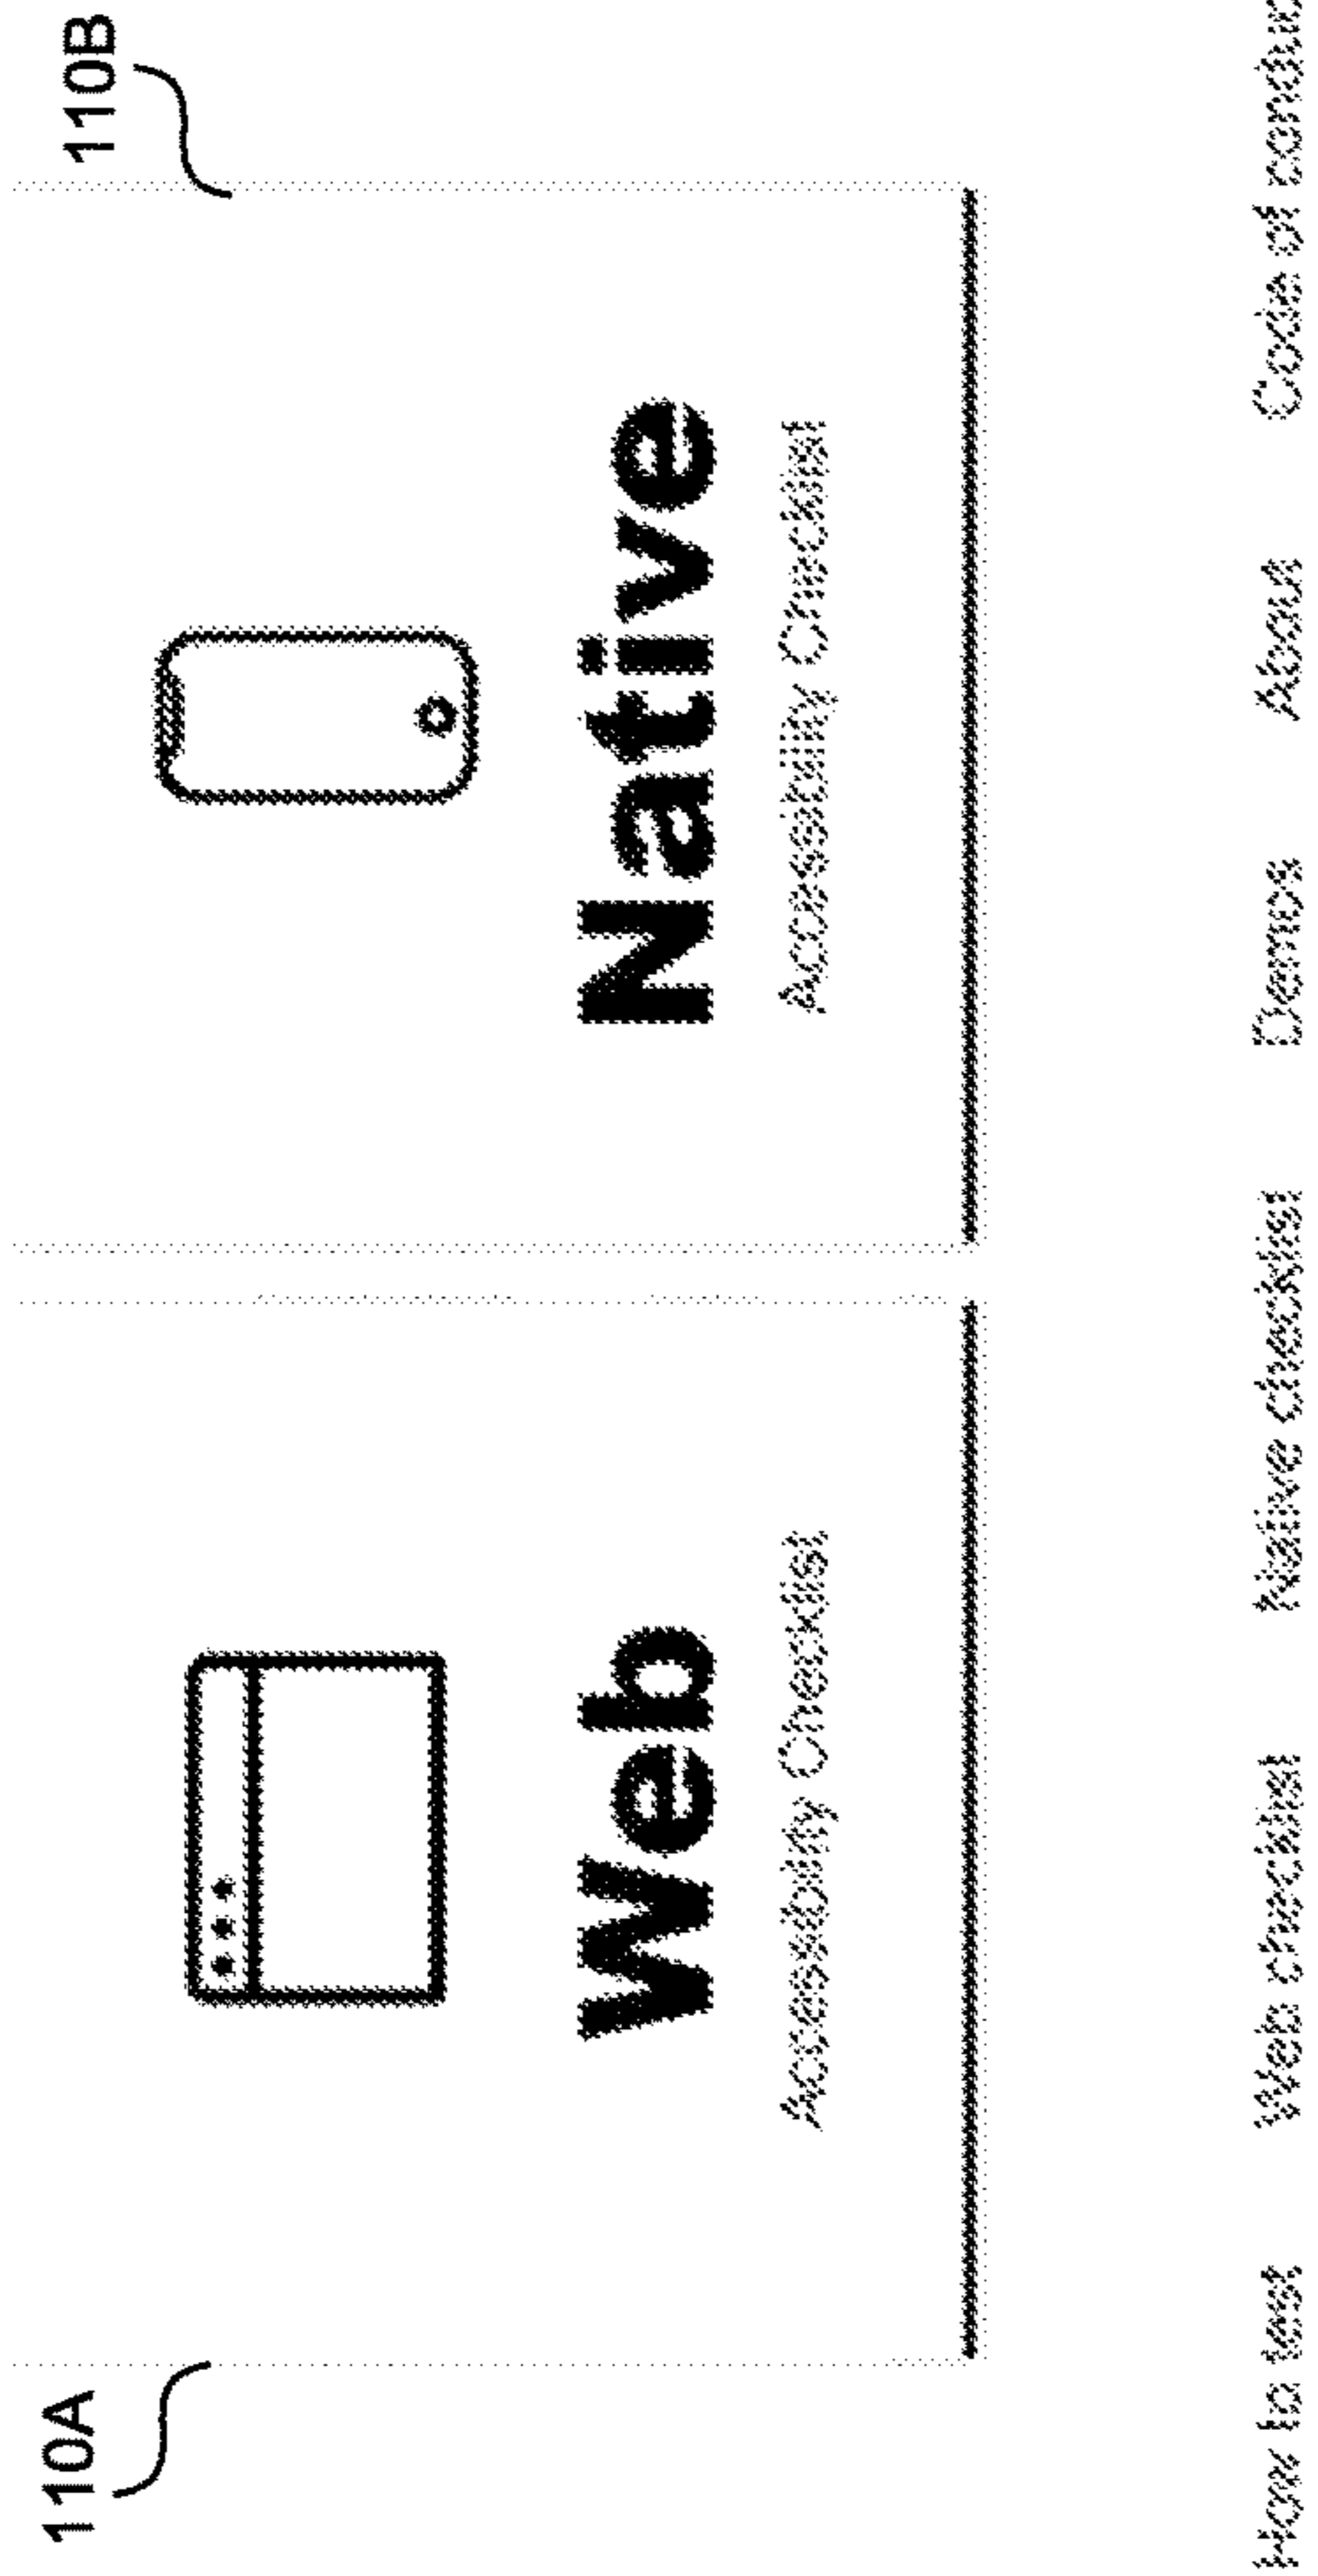 110A
110B
Web
Accessibility Checklist
Native
Accessibility Checklist
How to test Web checklist Native checklist Demos About Code of